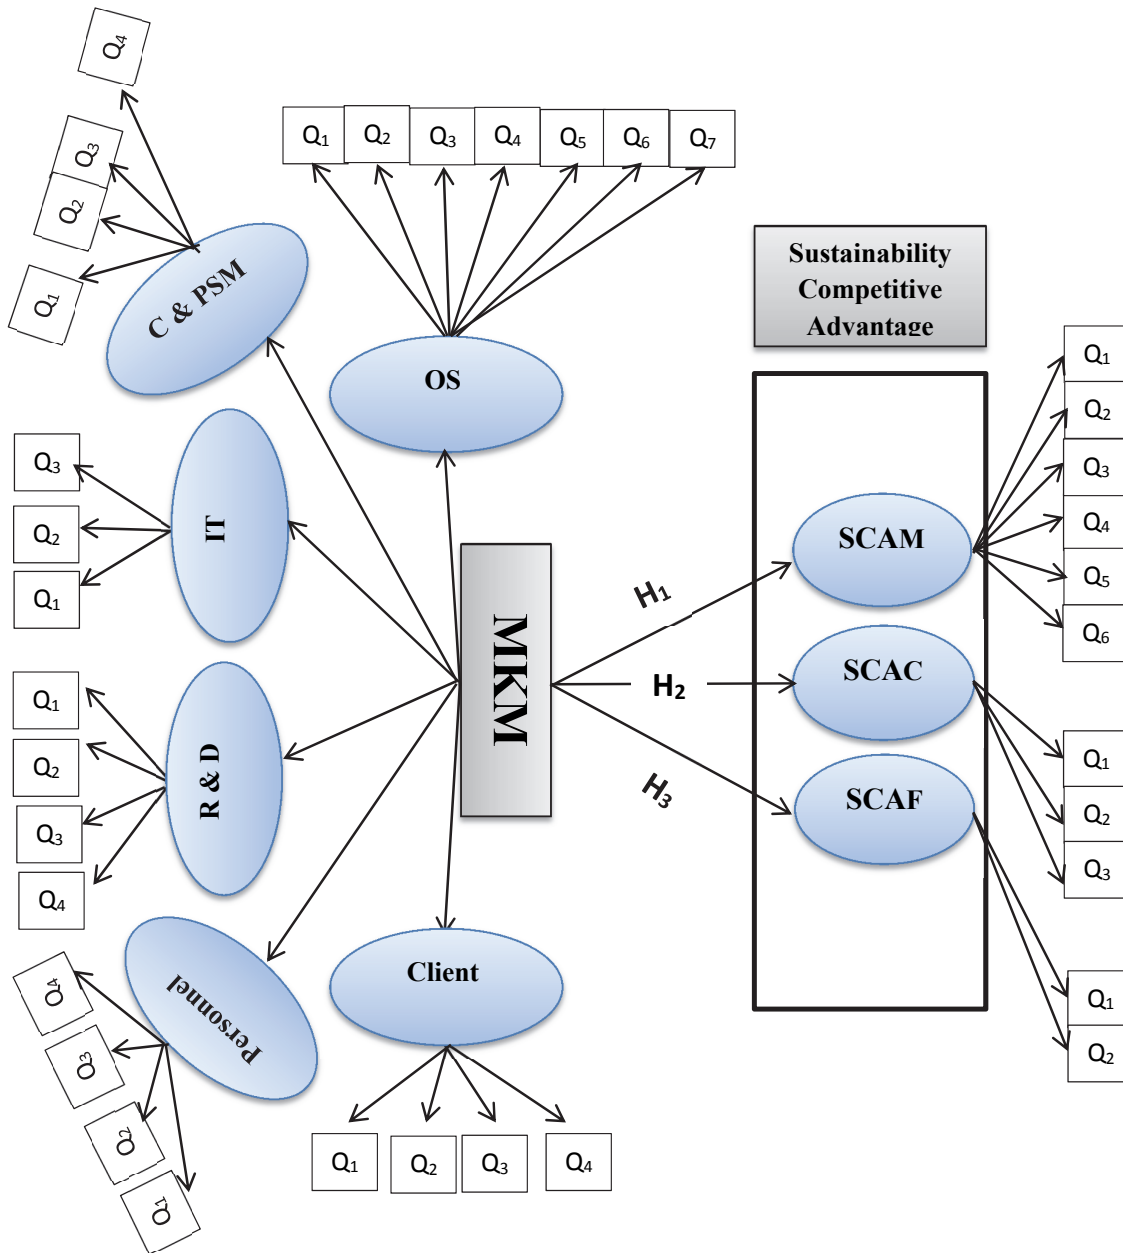 Q4
Q3
Q2
Q1
C & PSM
Q1
Q2
Q3
Q4
Q5
Q6
Q7
OS
Sustainability
Competitive
Advantage
Q3
Q2
Q1
IT
Q1
Q2
Q3
Q4
R & D
Q4
Q3
Q2
Q1
Personnel
Client
Q1
Q2
Q3
Q4
MKM
H1
H2
H3
SCAM
SCAC
SCAF
Q1
Q2
Q3
Q4
Q5
Q6
Q1
Q2
Q3
Q1
Q2